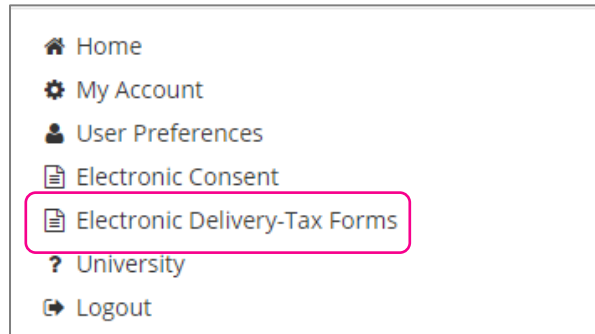 Home
My Account
User Preferences
Electronic Consent
Electronic Delivery-Tax Forms
? University
Logout